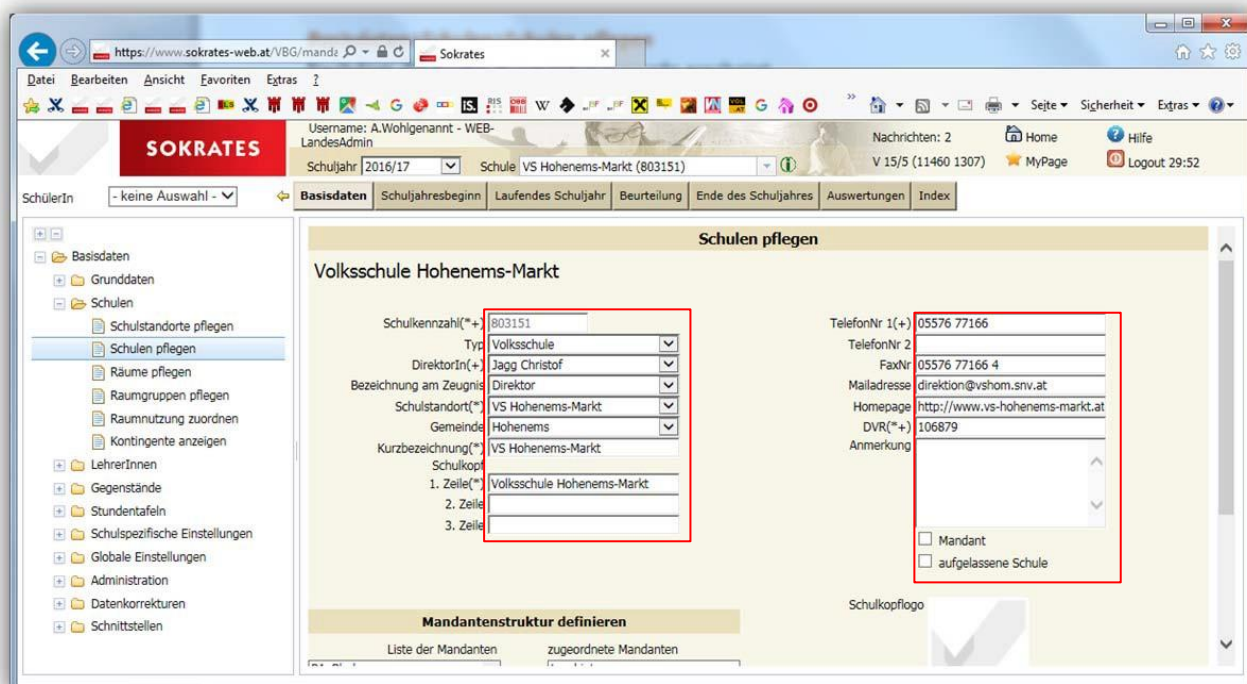 https://www.sokrates-web.at/VBG/manda
Sokrates
Datei Bearbeiten Ansicht Favoriten Extras ?
Seite Sicherheit Extras
SOKRATES
Username: A.Wohlgenannt - WEB-
LandesAdmin
Nachrichten: 2
Home
Hilfe
Schuljahr 2016/17
Schule VS Hohenems-Markt (803151)
V 15/5 (11460 1307)
MyPage
Logout 29:52
SchülerIn - keine Auswahl -
Basisdaten Schuljahresbeginn Laufendes Schuljahr Beurteilung Ende des Schuljahres Auswertungen Index
Basisdaten
Grunddaten
Schulen
Schulstandorte pflegen
Schulen pflegen
Räume pflegen
Raumgruppen pflegen
Raumnutzung zuordnen
Kontingente anzeigen
LehrerInnen
Gegenstände
Stundentafeln
Schulspezifische Einstellungen
Globale Einstellungen
Administration
Datenkorrekturen
Schnittstellen
Schulen pflegen
Volksschule Hohenems-Markt
Schulkennzahl(*+) 803151
Typ Volksschule
DirektorIn(+) Jagg Christof
Bezeichnung am Zeugnis Direktor
Schulstandort(*) VS Hohenems-Markt
Gemeinde Hohenems
Kurzbezeichnung(*) VS Hohenems-Markt
Schulkopf
1. Zeile(*) Volksschule Hohenems-Markt
2. Zeile
3. Zeile
TelefonNr 1(+) 05576 77166
TelefonNr 2
FaxNr 05576 77166 4
Mailadresse direktion@vshom.snv.at
Homepage http://www.vs-hohenems-markt.at
DVR(*+) 106879
Anmerkung
Mandant
aufgelassene Schule
Schulkopflogo
Mandantenstruktur definieren
Liste der Mandanten zugeordnete Mandanten